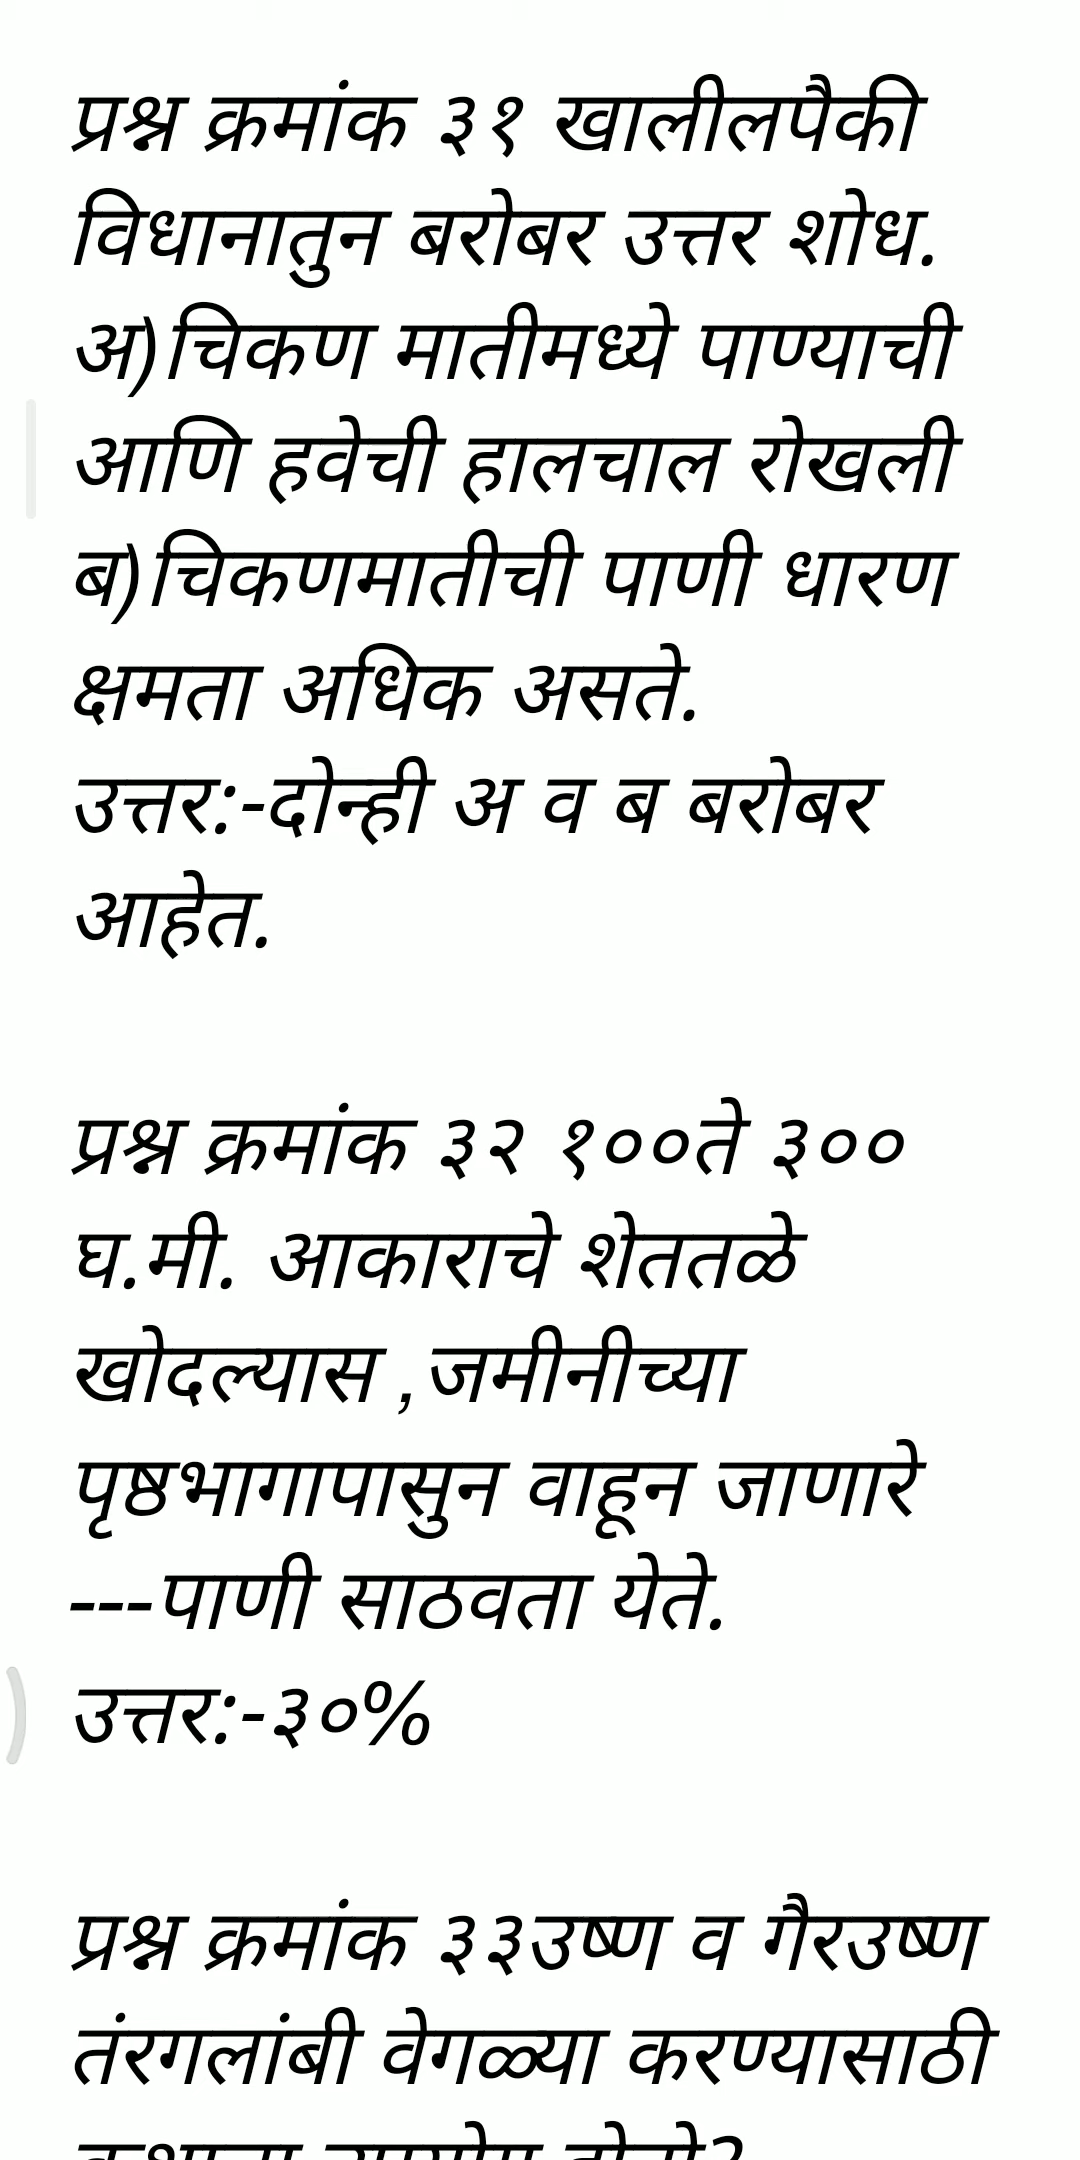 प्रश्न क्रमांक ३१ खालीलपैकी
विधानातुन बरोबर उत्तर शोध.
अ)चिकण मातीमध्ये पाण्याची
आणि हवेची हालचाल रोखली
ब)चिकणमातीची पाणी धारण
क्षमता अधिक असते.
उत्तर:-दोन्ही अ व ब बरोबर
आहेत.
प्रश्न क्रमांक ३२ १००ते ३००
घ.मी. आकाराचे शेततळे
खोदल्यास ,जमीनीच्या
पृष्ठभागापासुन वाहून जाणारे
---पाणी साठवता येते.
उत्तर:-३०%
प्रश्न क्रमांक ३३उष्ण व गैरउष्ण
तंरगलांबी वेगळ्या करण्यासाठी